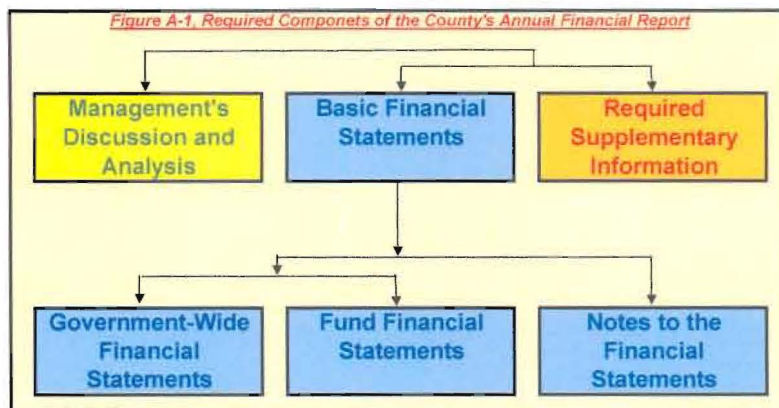 Figure A-1, Required Componets of the County's Annual Financial Report
Management's
Discussion and
Analysis
Basic Financial
Statements
Required
Supplementary
Information
Government-Wide
Financial
Statements
Fund Financial
Statements
Notes to the
Financial
Statements